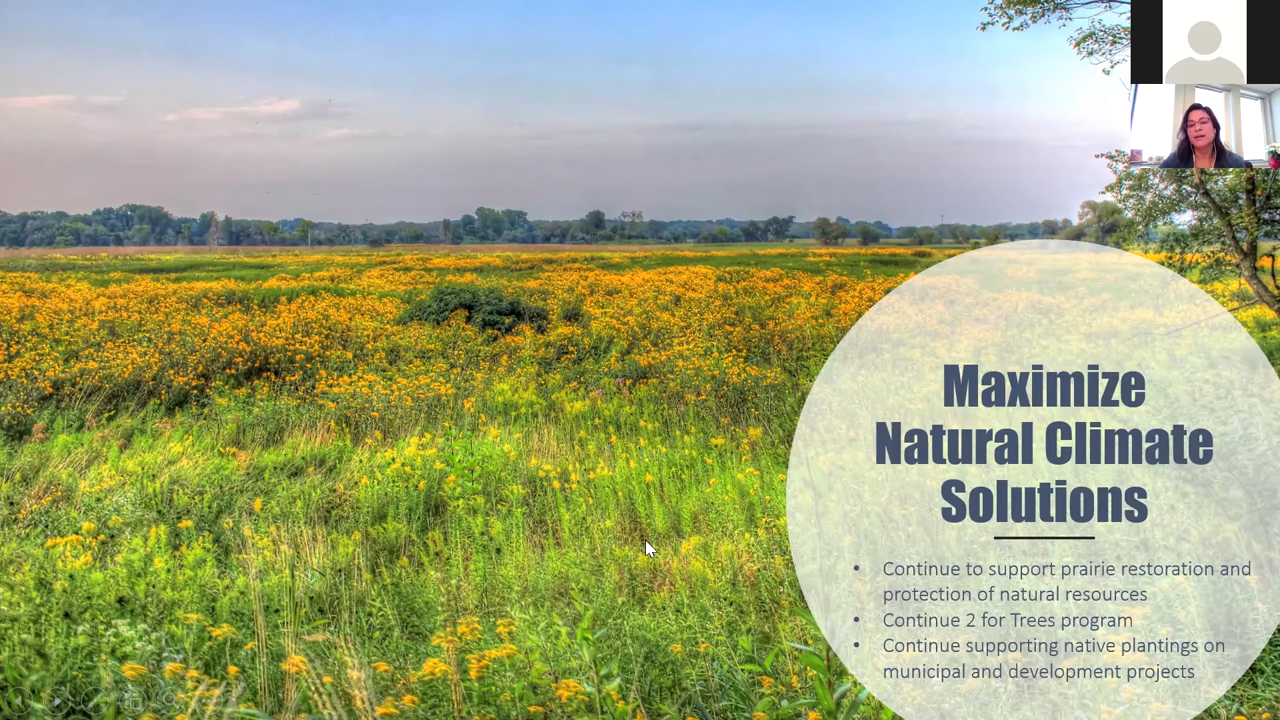 Maximize
Natural Climate
Solutions
• Continue to support prairie restoration and
protection of natural resources
• Continue 2 for Trees program
• Continue supporting native plantings on
municipal and development projects